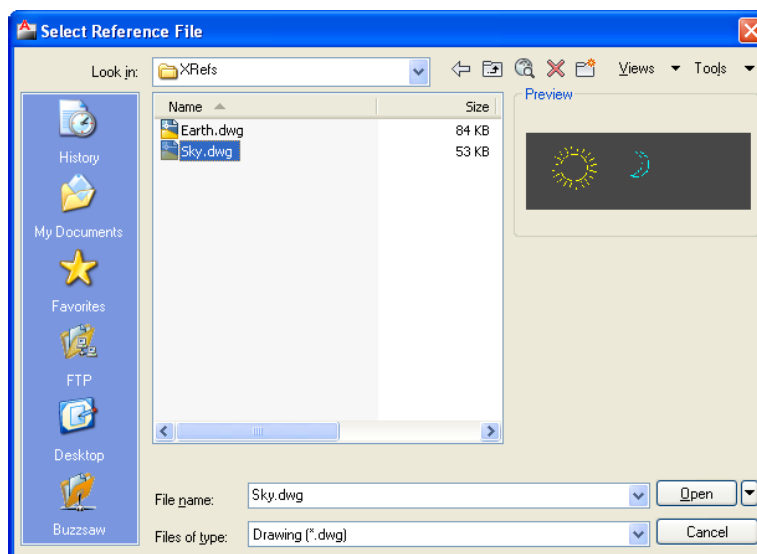 Select Reference File
Look in: XRefs Views Tools
Name Size Preview
Earth.dwg 84 KB
Sky.dwg 53 KB
History
My Documents
Favorites
FTP
Desktop
Buzzsaw
File name: Sky.dwg Open
Files of type: Drawing (*.dwg) Cancel